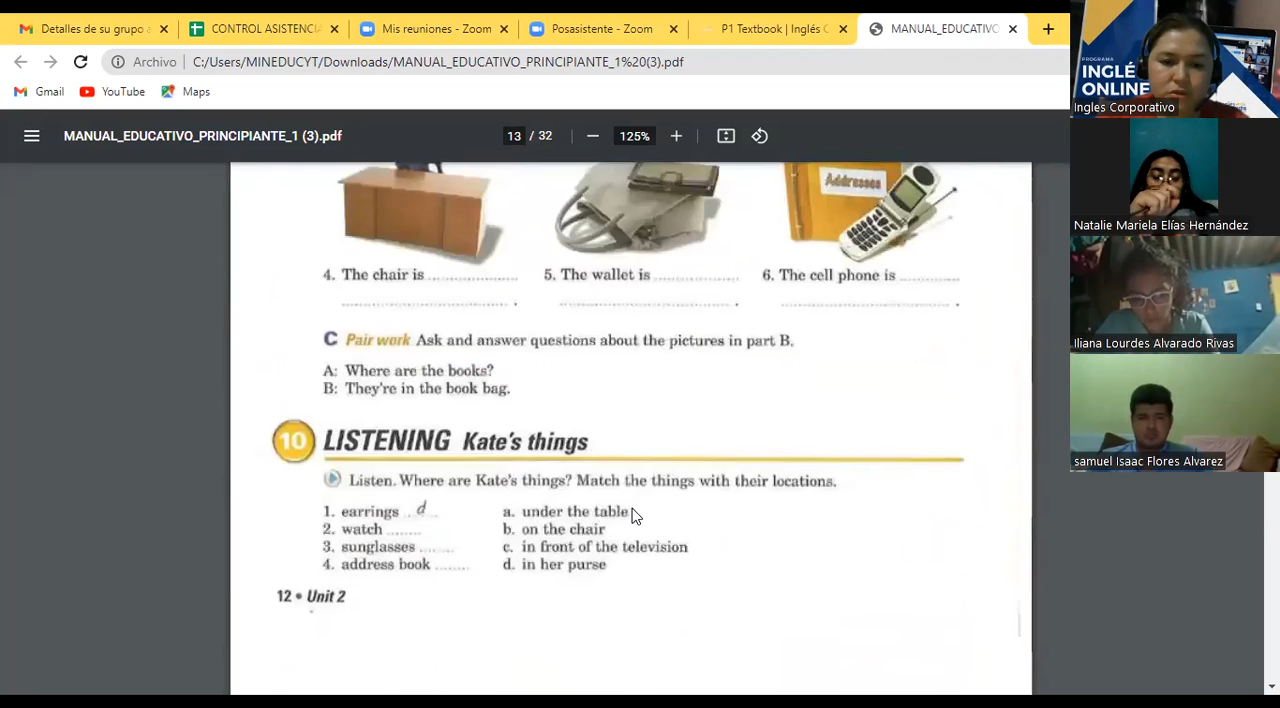 Detalles de su grupo a
CONTROL ASISTENCIA
Mis reuniones - Zoom
Posasistente - Zoom
P1 Textbook | Inglés C
MANUAL_EDUCATIVO
Archivo
C:/Users/MINEDUCYT/Downloads/MANUAL_EDUCATIVO_PRINCIPIANTE_1%20(3).pdf
Gmail
YouTube
Maps
MANUAL_EDUCATIVO_PRINCIPIANTE_1 (3).pdf
13 / 32
125%
Addresses
4. The chair is
5. The wallet is
6. The cell phone is
C Pair work Ask and answer questions about the pictures in part B.
A: Where are the books?
B: They're in the book bag.
10 LISTENING Kate's things
Listen. Where are Kate's things? Match the things with their locations.
1. earrings d
2. watch
3. sunglasses
4. address book
a. under the table
b. on the chair
c. in front of the television
d. in her purse
12 • Unit 2
PROGRAMA
INGLÉ
ONLINE
Ingles Corporativo
Natalie Mariela Elías Hernández
Iliana Lourdes Alvarado Rivas
samuel Isaac Flores Alvarez